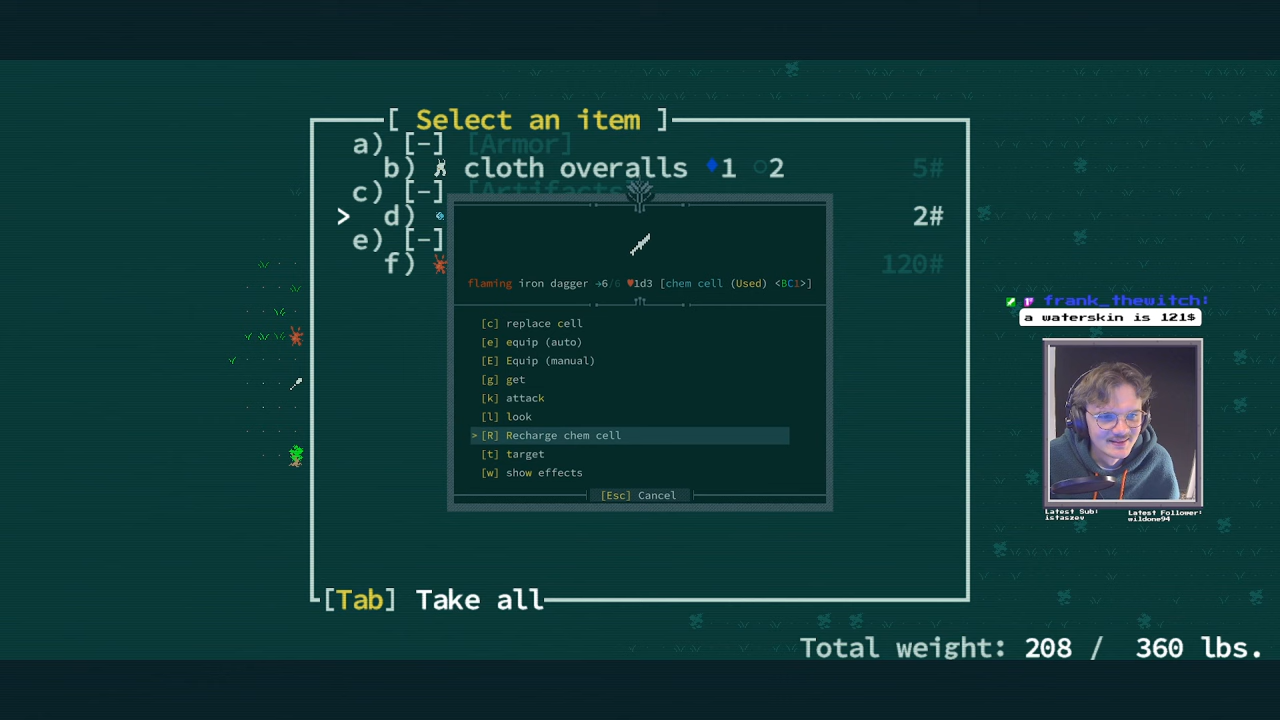 [ Select an item ]
a) [-] [Armor]
b) cloth overalls ♦1 ○2 5#
c) [-] [Artifacts]
> d) 2#
e) [-]
f) 120#
flaming iron dagger →6/6 ♥1d3 [chem cell (Used) <BC1>]
[c] replace cell
[e] equip (auto)
[E] Equip (manual)
[g] get
[k] attack
[l] look
> [R] Recharge chem cell
[t] target
[w] show effects
[Esc] Cancel
[Tab] Take all
Total weight: 208 / 360 lbs.
frank_thewitch:
a waterskin is 121$
Latest Sub:
istaszev
Latest Follower:
wildone94